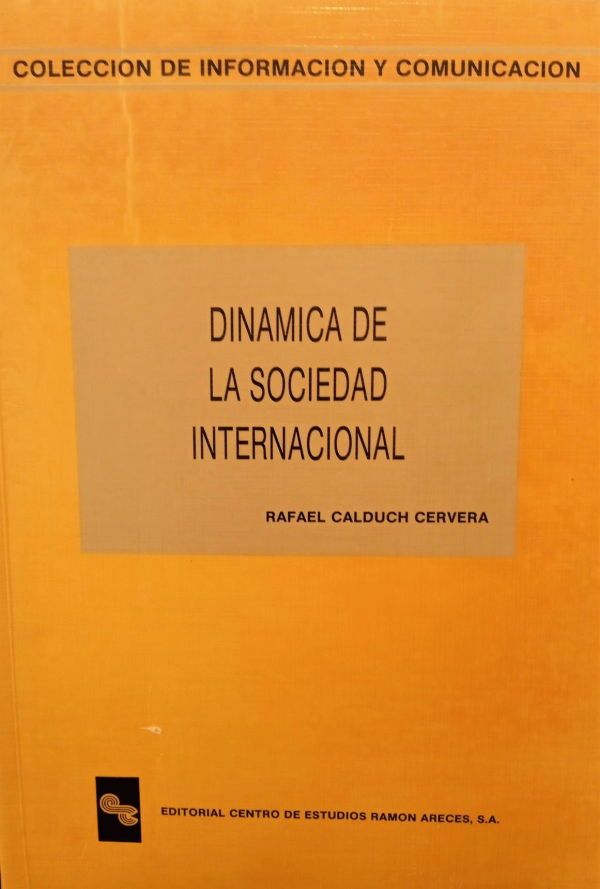 COLECCION DE INFORMACION Y COMUNICACION
DINAMICA DE
LA SOCIEDAD
INTERNACIONAL
RAFAEL CALDUCH CERVERA
EDITORIAL CENTRO DE ESTUDIOS RAMON ARECES, S.A.